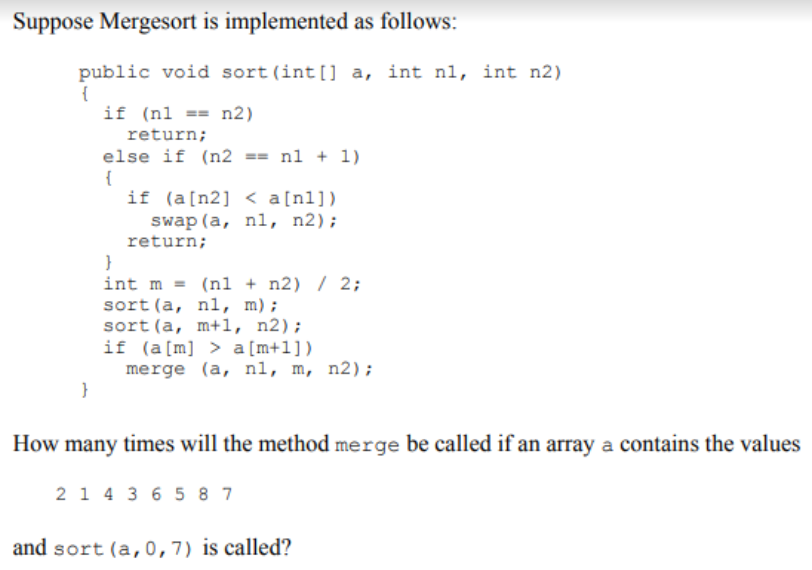 Suppose Mergesort is implemented as follows:
public void sort(int[] a, int n1, int n2)
{
if (n1 == n2)
return;
else if (n2 == n1 + 1)
{
if (a[n2] < a[n1])
swap(a, n1, n2);
return;
}
int m = (n1 + n2) / 2;
sort(a, n1, m);
sort(a, m+1, n2);
if (a[m] > a[m+1])
merge (a, n1, m, n2);
}
How many times will the method merge be called if an array a contains the values
2 1 4 3 6 5 8 7
and sort(a,0,7) is called?